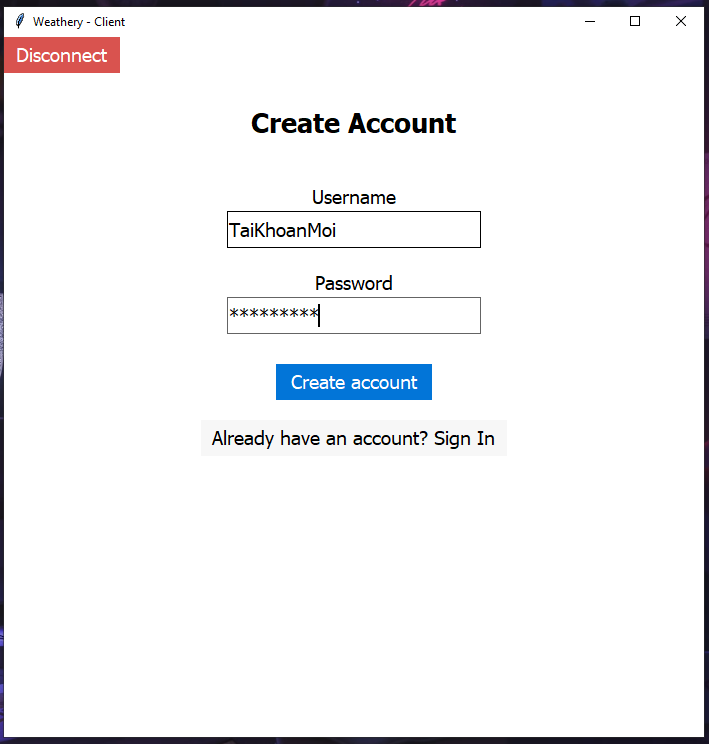 Weathery - Client
Disconnect
Create Account
Username
TaiKhoanMoi
Password
*********
Create account
Already have an account? Sign In